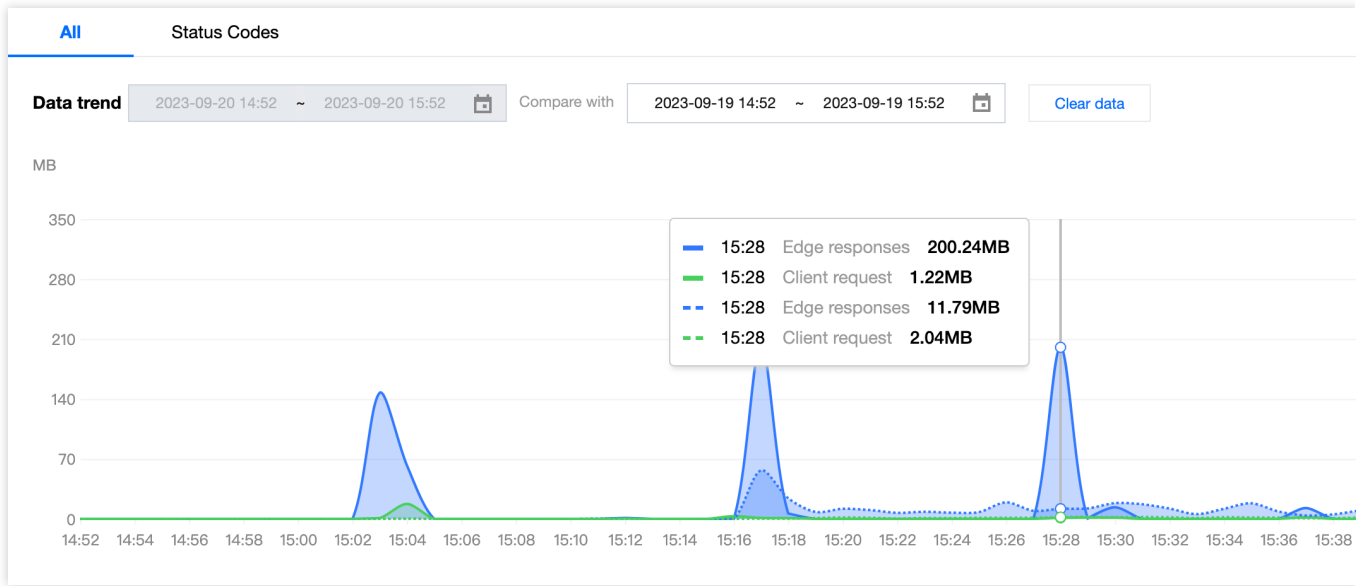 All Status Codes
Data trend 2023-09-20 14:52 ~ 2023-09-20 15:52 Compare with 2023-09-19 14:52 ~ 2023-09-19 15:52 Clear data
MB
350
15:28 Edge responses 200.24MB
15:28 Client request 1.22MB
15:28 Edge responses 11.79MB
15:28 Client request 2.04MB
280
210
140
70
0
14:52 14:54 14:56 14:58 15:00 15:02 15:04 15:06 15:08 15:10 15:12 15:14 15:16 15:18 15:20 15:22 15:24 15:26 15:28 15:30 15:32 15:34 15:36 15:38